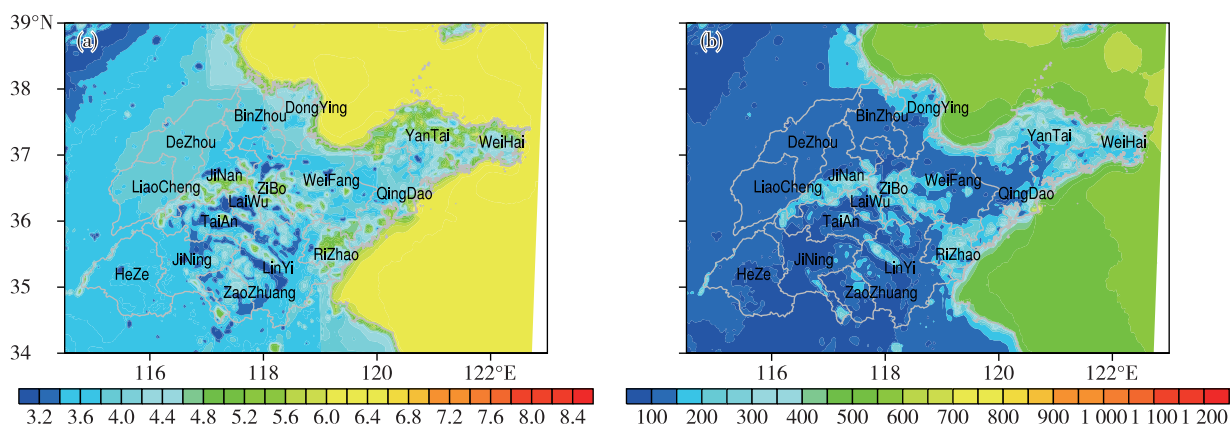 39°N
(a)
38
37
36
35
34
BinZhou
DongYing
DeZhou
YanTai
WeiHai
JiNan
LiaoCheng
ZiBo
WeiFang
LaiWu
QingDao
TaiAn
JiNing
RiZhao
HeZe
LinYi
ZaoZhuang
116 118 120 122°E
3.2 3.6 4.0 4.4 4.8 5.2 5.6 6.0 6.4 6.8 7.2 7.6 8.0 8.4
(b)
BinZhou
DongYing
DeZhou
YanTai
WeiHai
JiNan
LiaoCheng
ZiBo
WeiFang
LaiWu
QingDao
TaiAn
JiNing
RiZhao
HeZe
LinYi
ZaoZhuang
116 118 120 122°E
100 200 300 400 500 600 700 800 900 1 000 1 100 1 200